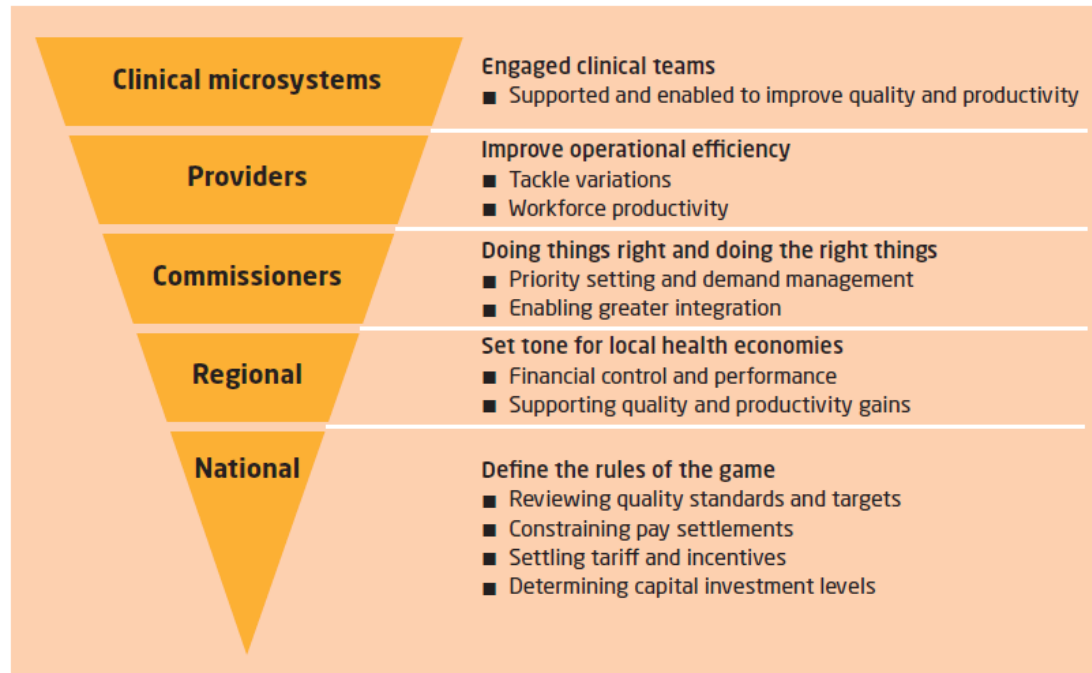 Clinical microsystems
Engaged clinical teams
■ Supported and enabled to improve quality and productivity
Providers
Improve operational efficiency
■ Tackle variations
■ Workforce productivity
Commissioners
Doing things right and doing the right things
■ Priority setting and demand management
■ Enabling greater integration
Regional
Set tone for local health economies
■ Financial control and performance
■ Supporting quality and productivity gains
National
Define the rules of the game
■ Reviewing quality standards and targets
■ Constraining pay settlements
■ Settling tariff and incentives
■ Determining capital investment levels